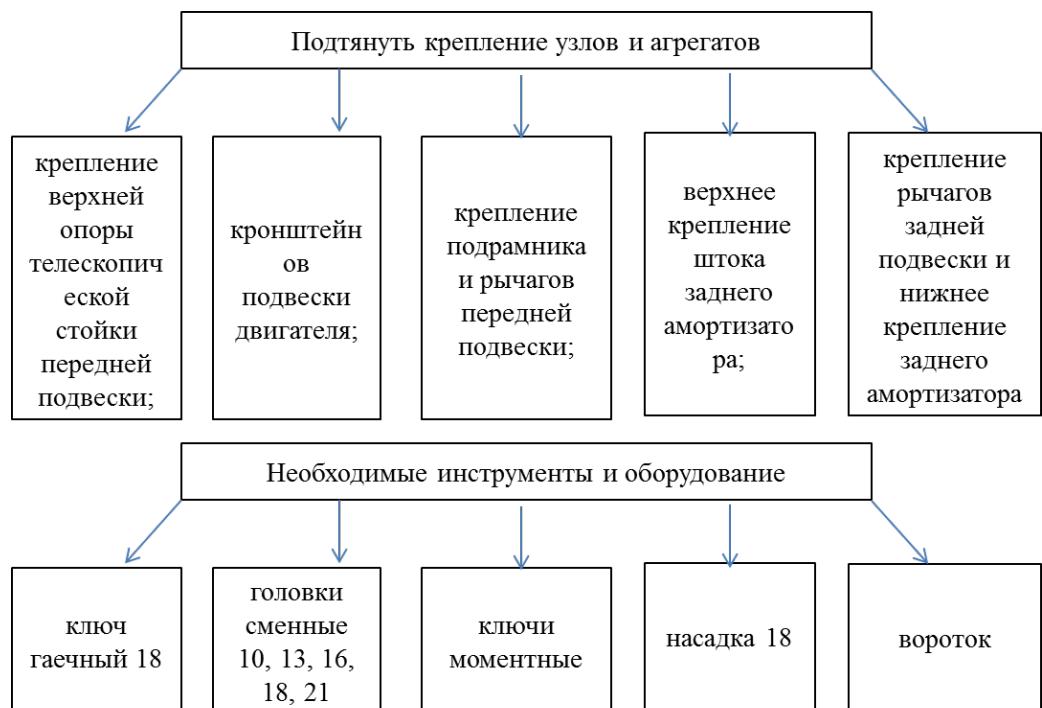 Подтянуть крепление узлов и агрегатов
крепление
верхней
опоры
телескопич
еской
стойки
передней
подвески;
кронштейн
ов
подвески
двигателя;
крепление
подрамника
и рычагов
передней
подвески;
верхнее
крепление
штока
заднего
амортизато
ра;
крепление
рычагов
задней
подвески и
нижнее
крепление
заднего
амортизатора
Необходимые инструменты и оборудование
ключ
гаечный 18
головки
сменные
10, 13, 16,
18, 21
ключи
моментные
насадка 18
вороток